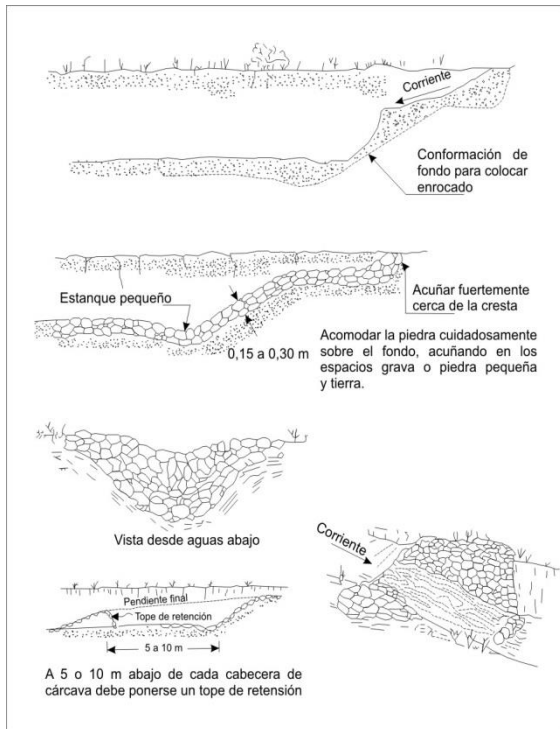 Corriente
Conformación de
fondo para colocar
enrocado
Estanque pequeño
0,15 a 0,30 m
Acuñar fuertemente
cerca de la cresta
Acomodar la piedra cuidadosamente
sobre el fondo, acuñando en los
espacios grava o piedra pequeña
y tierra.
Vista desde aguas abajo
Corriente
Pendiente final
Tope de retención
5 a 10 m
A 5 o 10 m abajo de cada cabecera de
cárcava debe ponerse un tope de retensión